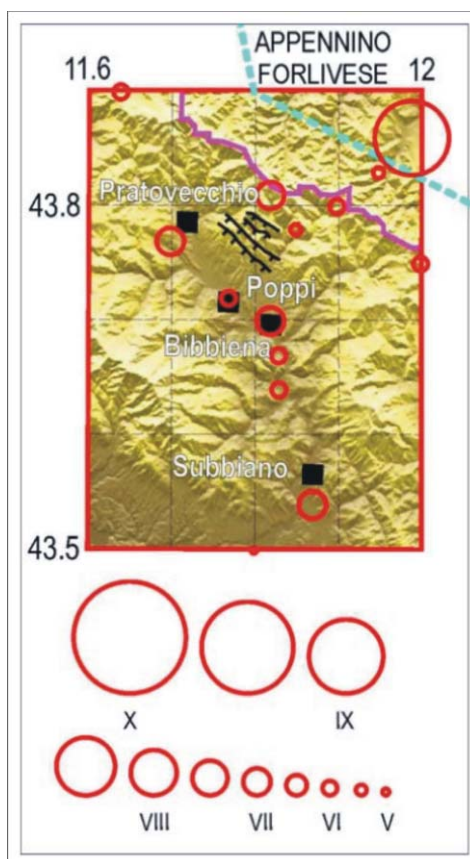 APPENNINO
FORLIVESE
11.6
12
43.8
Pratovecchio
Poppi
Bibbiena
Subbiano
43.5
X
IX
VIII
VII
VI
V